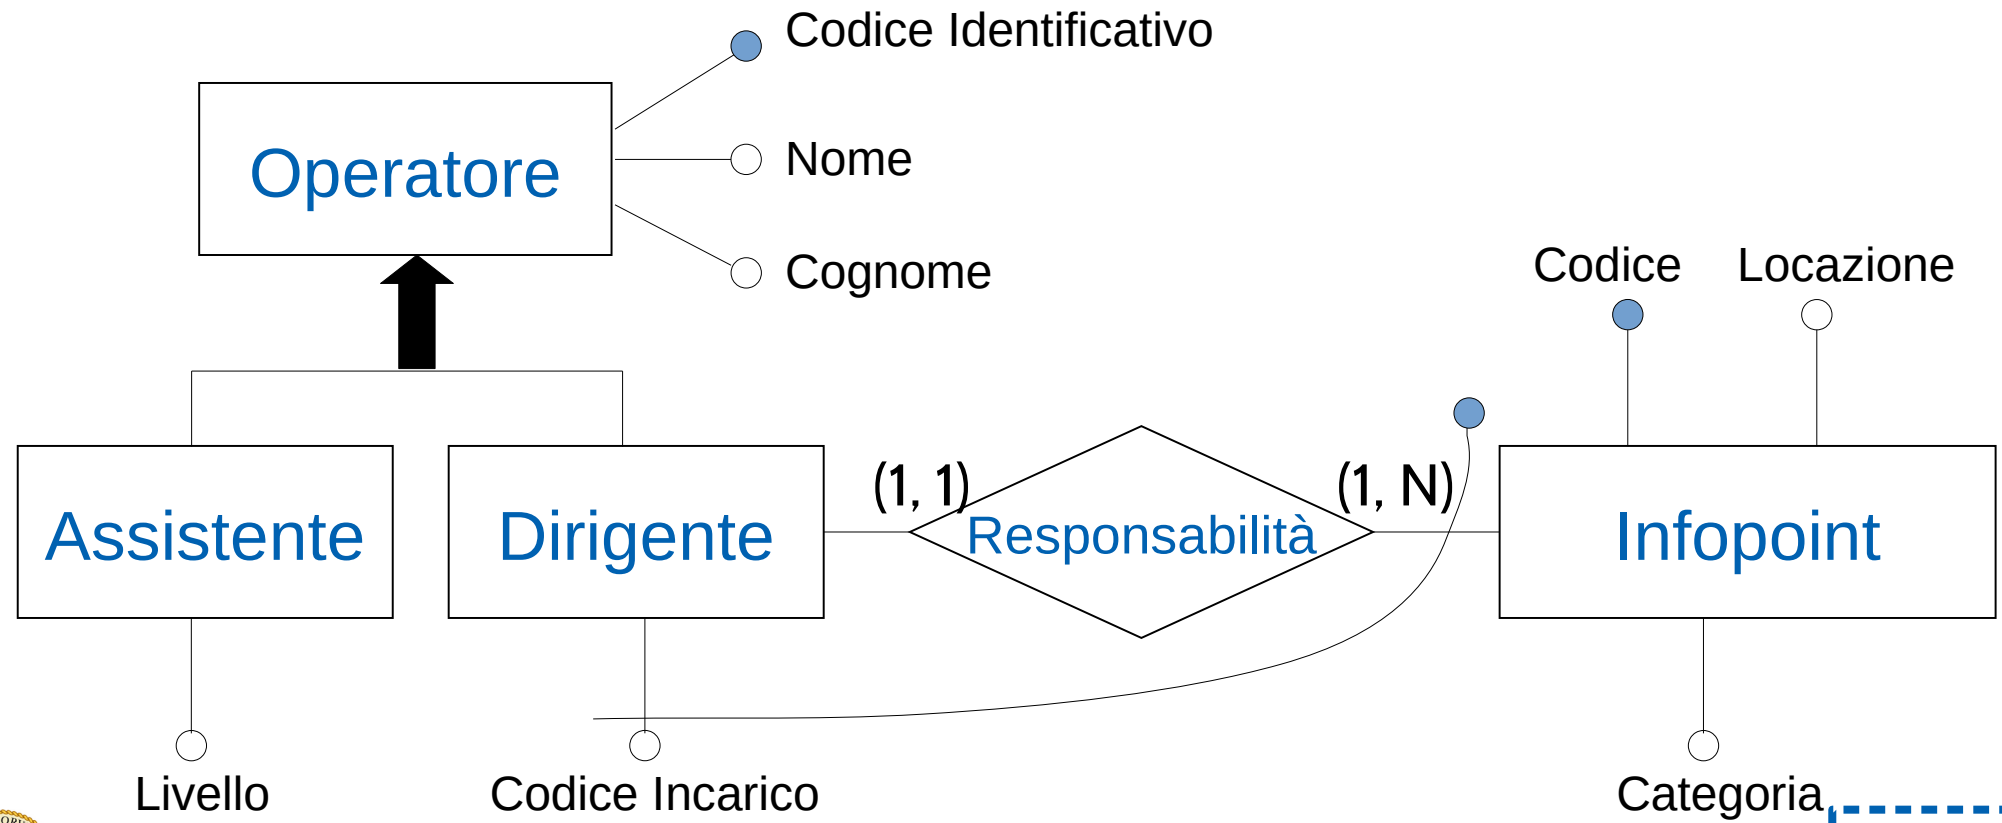 Codice Identificativo
Operatore
Nome
Cognome
Codice
Locazione
(1, 1)
(1, N)
Assistente
Dirigente
Responsabilità
Infopoint
Livello
Codice Incarico
Categoria